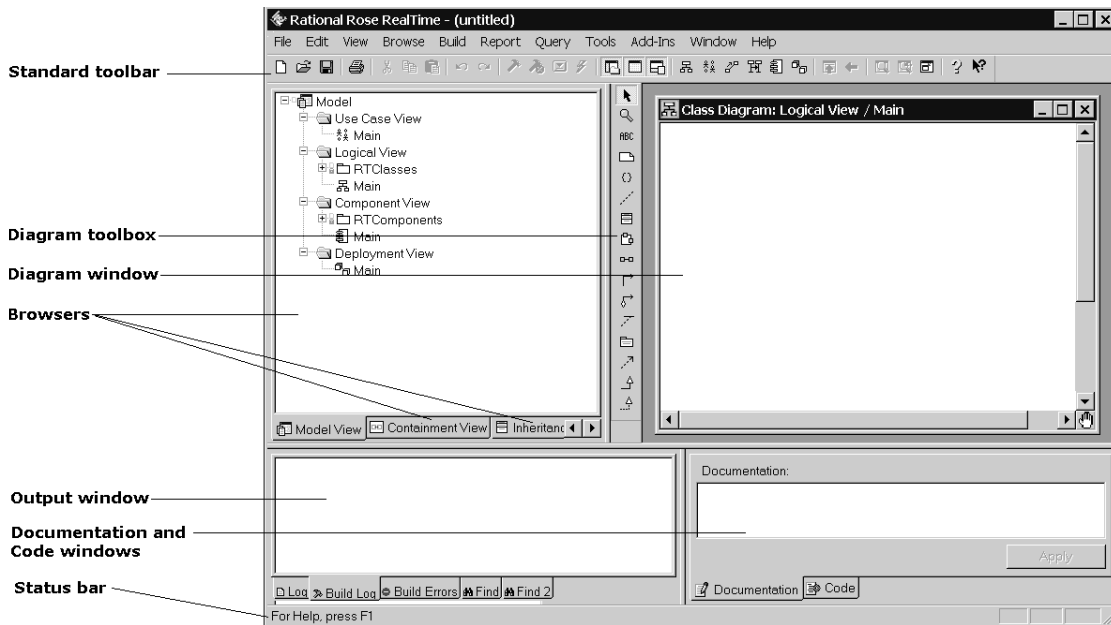 Rational Rose RealTime - (untitled)
File Edit View Browse Build Report Query Tools Add-Ins Window Help
Standard toolbar
Model
Use Case View
Main
Logical View
RTClasses
Main
Component View
RTComponents
Main
Deployment View
Main
Model View Containment View Inheritanc
ABC
Class Diagram: Logical View / Main
Diagram toolbox
Diagram window
Browsers
Output window
Documentation and
Code windows
Status bar
Documentation:
Apply
Log Build Log Build Errors Find Find 2
Documentation Code
For Help, press F1